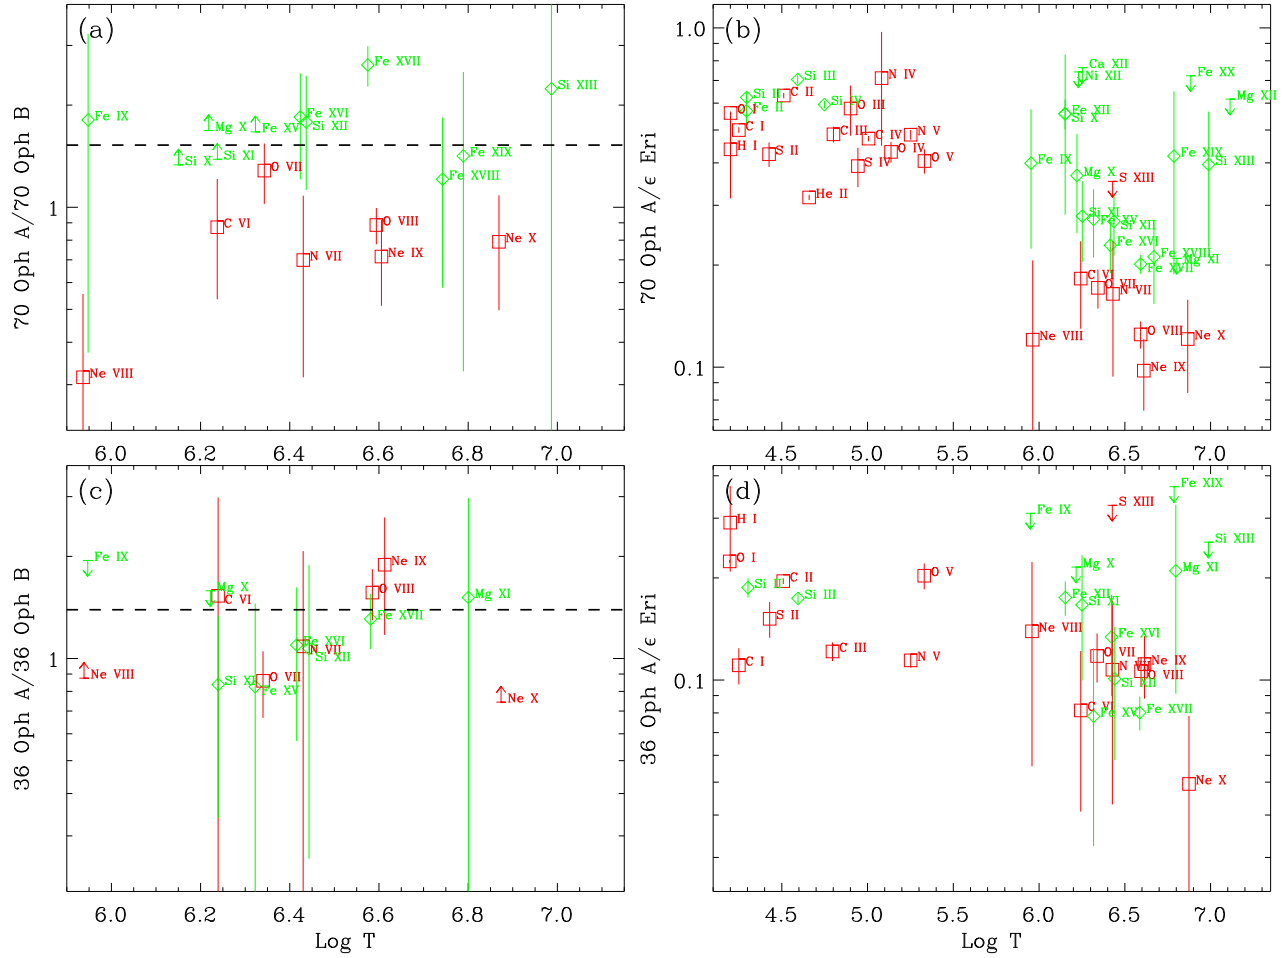 (a)
70 Oph A/70 Oph B
1
Fe IX
Ne VIII
Si X
Mg X
Si XI
C VI
Fe XV
O VII
Fe XVI
Si XII
N VII
Fe XVII
O VIII
Ne IX
Fe XVIII
Fe XIX
Ne X
Si XIII
6.0 6.2 6.4 6.6 6.8 7.0
(b)
70 Oph A/ε Eri
1.0
0.1
O I
C I
H I
Si II
Fe II
S II
C II
Si III
He II
Si IV
C III
O III
S IV
C IV
N IV
O IV
N V
O V
Fe IX
Ne VIII
Fe XII
Si X
Ca XII
Ni XII
Mg X
Si XI
C VI
Fe XV
O VII
Fe XVI
S XIII
Si XII
N VII
Fe XVII
O VIII
Ne IX
Fe XVIII
Fe XIX
Mg XI
Fe XX
Ne X
Si XIII
Mg XII
4.5 5.0 5.5 6.0 6.5 7.0
(c)
36 Oph A/36 Oph B
1
Fe IX
Ne VIII
Mg X
C VI
Si XI
Fe XV
O VII
Fe XVI
N VII
Si XII
Ne IX
O VIII
Fe XVII
Mg XI
Ne X
6.0 6.2 6.4 6.6 6.8 7.0
Log T
(d)
36 Oph A/ε Eri
0.1
H I
O I
C I
Si II
S II
C II
Si III
C III
N V
O V
Fe IX
Ne VIII
Fe XII
Mg X
Si XI
C VI
Fe XV
O VII
S XIII
Fe XVI
N VII
Si XII
Ne IX
O VIII
Fe XVII
Fe XIX
Mg XI
Si XIII
Ne X
4.5 5.0 5.5 6.0 6.5 7.0
Log T